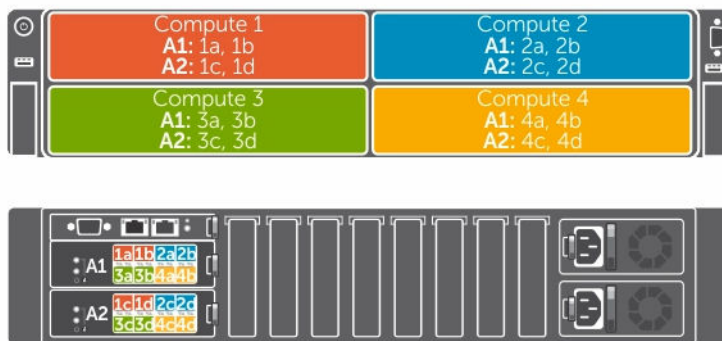 Compute 1
A1: 1a, 1b
A2: 1c, 1d
Compute 2
A1: 2a, 2b
A2: 2c, 2d
Compute 3
A1: 3a, 3b
A2: 3c, 3d
Compute 4
A1: 4a, 4b
A2: 4c, 4d
A1
1a 1b 2a 2b
3a 3b 4a 4b
A2
1c 1d 2c 2d
3c 3d 4c 4d